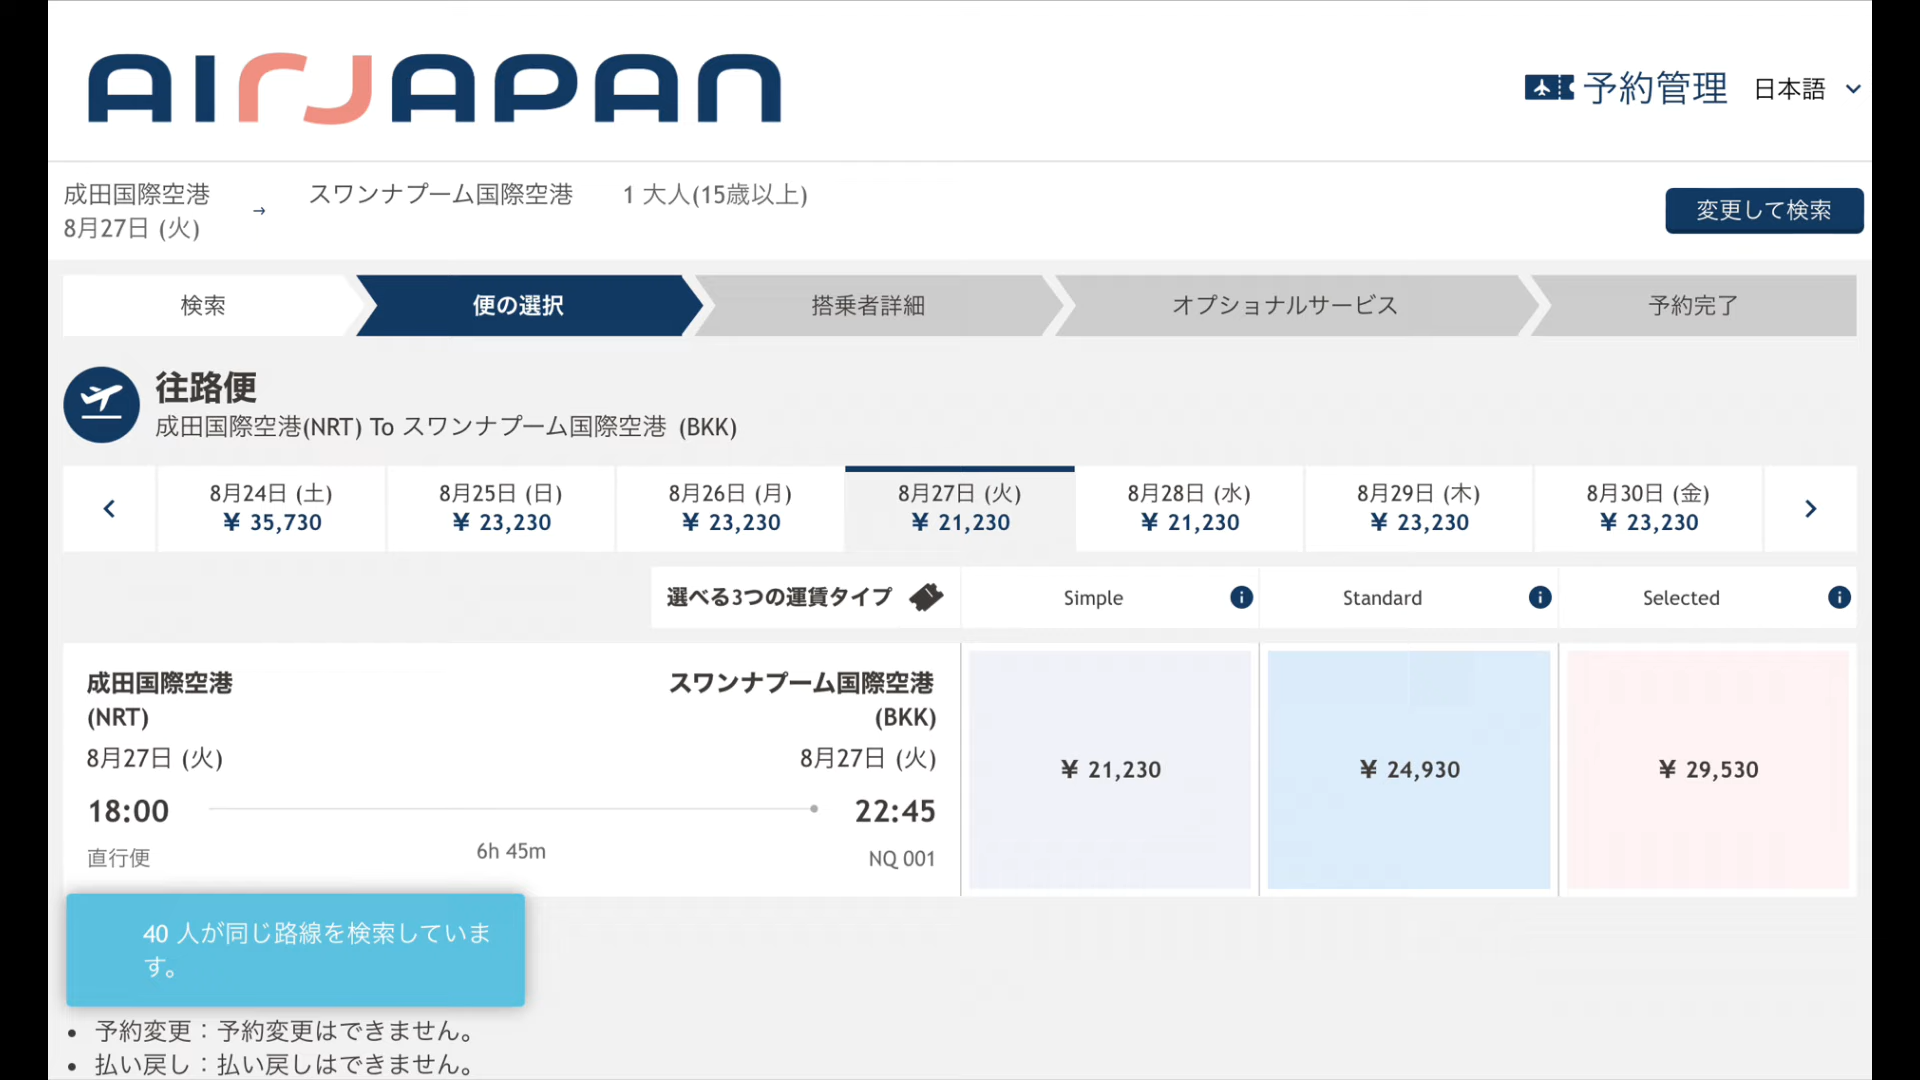 AIRJAPAN
予約管理 日本語
成田国際空港 → スワンナプーム国際空港 1 大人(15歳以上)
8月27日 (火)
変更して検索
検索 便の選択 搭乗者詳細 オプショナルサービス 予約完了
往路便
成田国際空港(NRT) To スワンナプーム国際空港 (BKK)
8月24日 (土) 8月25日 (日) 8月26日 (月) 8月27日 (火) 8月28日 (水) 8月29日 (木) 8月30日 (金)
¥ 35,730 ¥ 23,230 ¥ 23,230 ¥ 21,230 ¥ 21,230 ¥ 23,230 ¥ 23,230
選べる3つの運賃タイプ Simple Standard Selected
成田国際空港 スワンナプーム国際空港
(NRT) (BKK)
8月27日 (火) 8月27日 (火)
¥ 21,230 ¥ 24,930 ¥ 29,530
18:00 22:45
6h 45m
直行便 NQ 001
40 人が同じ路線を検索していま
す。
• 予約変更：予約変更はできません。
• 払い戻し：払い戻しはできません。